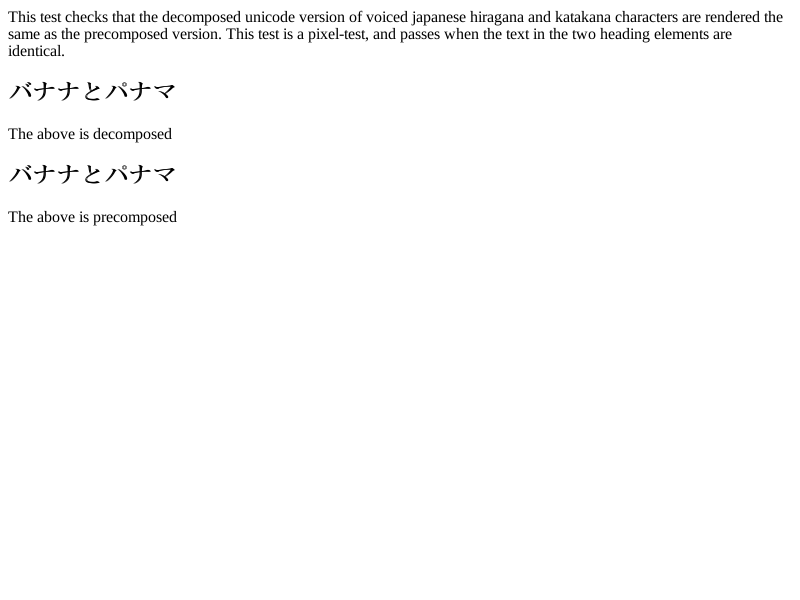 This test checks that the decomposed unicode version of voiced japanese hiragana and katakana characters are rendered the
same as the precomposed version. This test is a pixel-test, and passes when the text in the two heading elements are
identical.
バナナとパナマ
The above is decomposed
バナナとパナマ
The above is precomposed